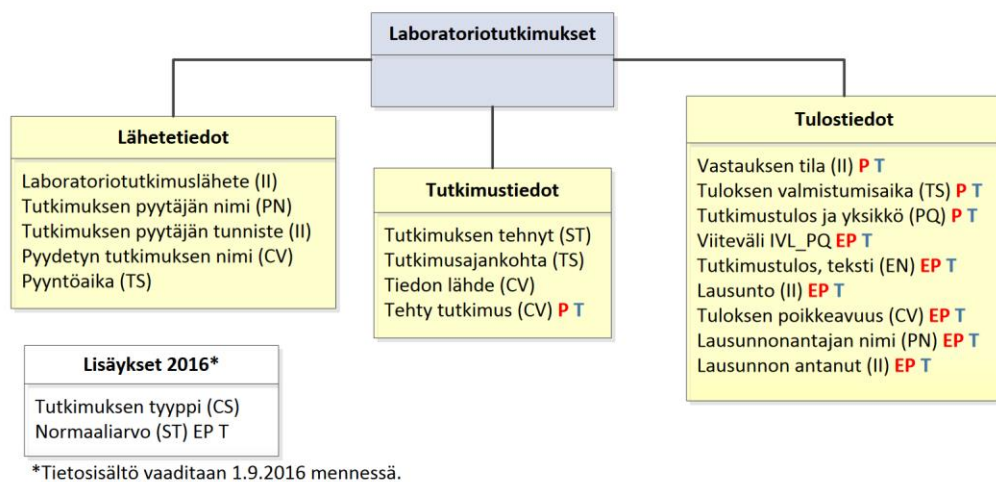 Laboratoriotutkimukset
Lähetetiedot
Laboratoriotutkimuslähete (II)
Tutkimuksen pyytäjän nimi (PN)
Tutkimuksen pyytäjän tunniste (II)
Pyydetyn tutkimuksen nimi (CV)
Pyyntöaika (TS)
Tutkimustiedot
Tutkimuksen tehnyt (ST)
Tutkimusajankohta (TS)
Tiedon lähde (CV)
Tehty tutkimus (CV) P T
Tulostiedot
Vastauksen tila (II) P T
Tuloksen valmistumisaika (TS) P T
Tutkimustulos ja yksikkö (PQ) P T
Viiteväli IVL_PQ EP T
Tutkimustulos, teksti (EN) EP T
Lausunto (II) EP T
Tuloksen poikkeavuus (CV) EP T
Lausunnonantajan nimi (PN) EP T
Lausunnon antanut (II) EP T
Lisäykset 2016*
Tutkimuksen tyyppi (CS)
Normaaliarvo (ST) EP T
*Tietosisältö vaaditaan 1.9.2016 mennessä.